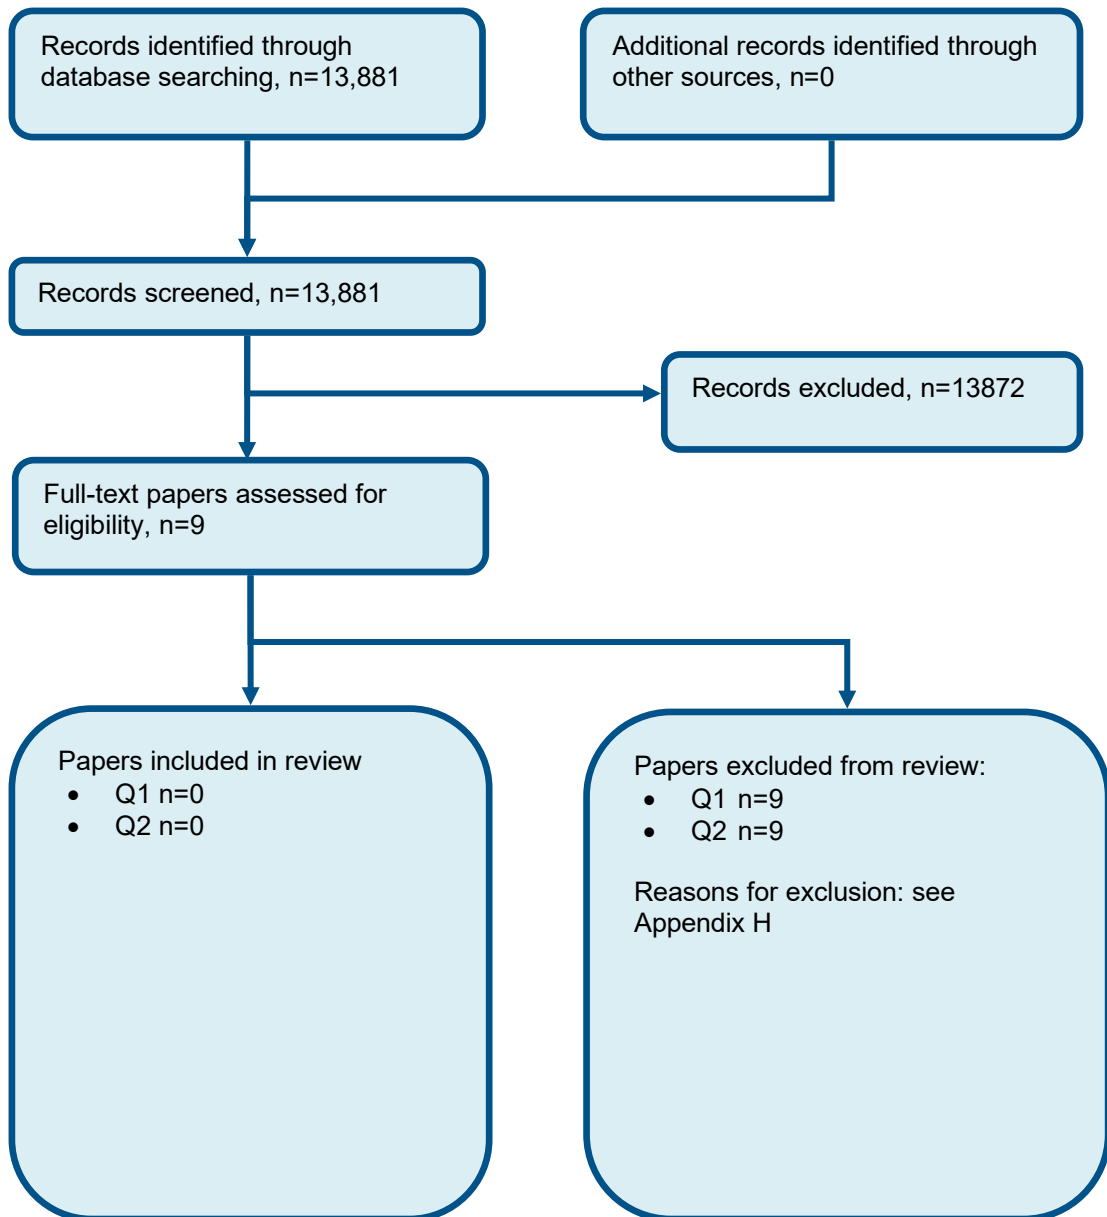 Records identified through
database searching, n=13,881
Additional records identified through
other sources, n=0
Records screened, n=13,881
Records excluded, n=13872
Full-text papers assessed for
eligibility, n=9
Papers included in review
• Q1 n=0
• Q2 n=0
Papers excluded from review:
• Q1 n=9
• Q2 n=9
Reasons for exclusion: see
Appendix H